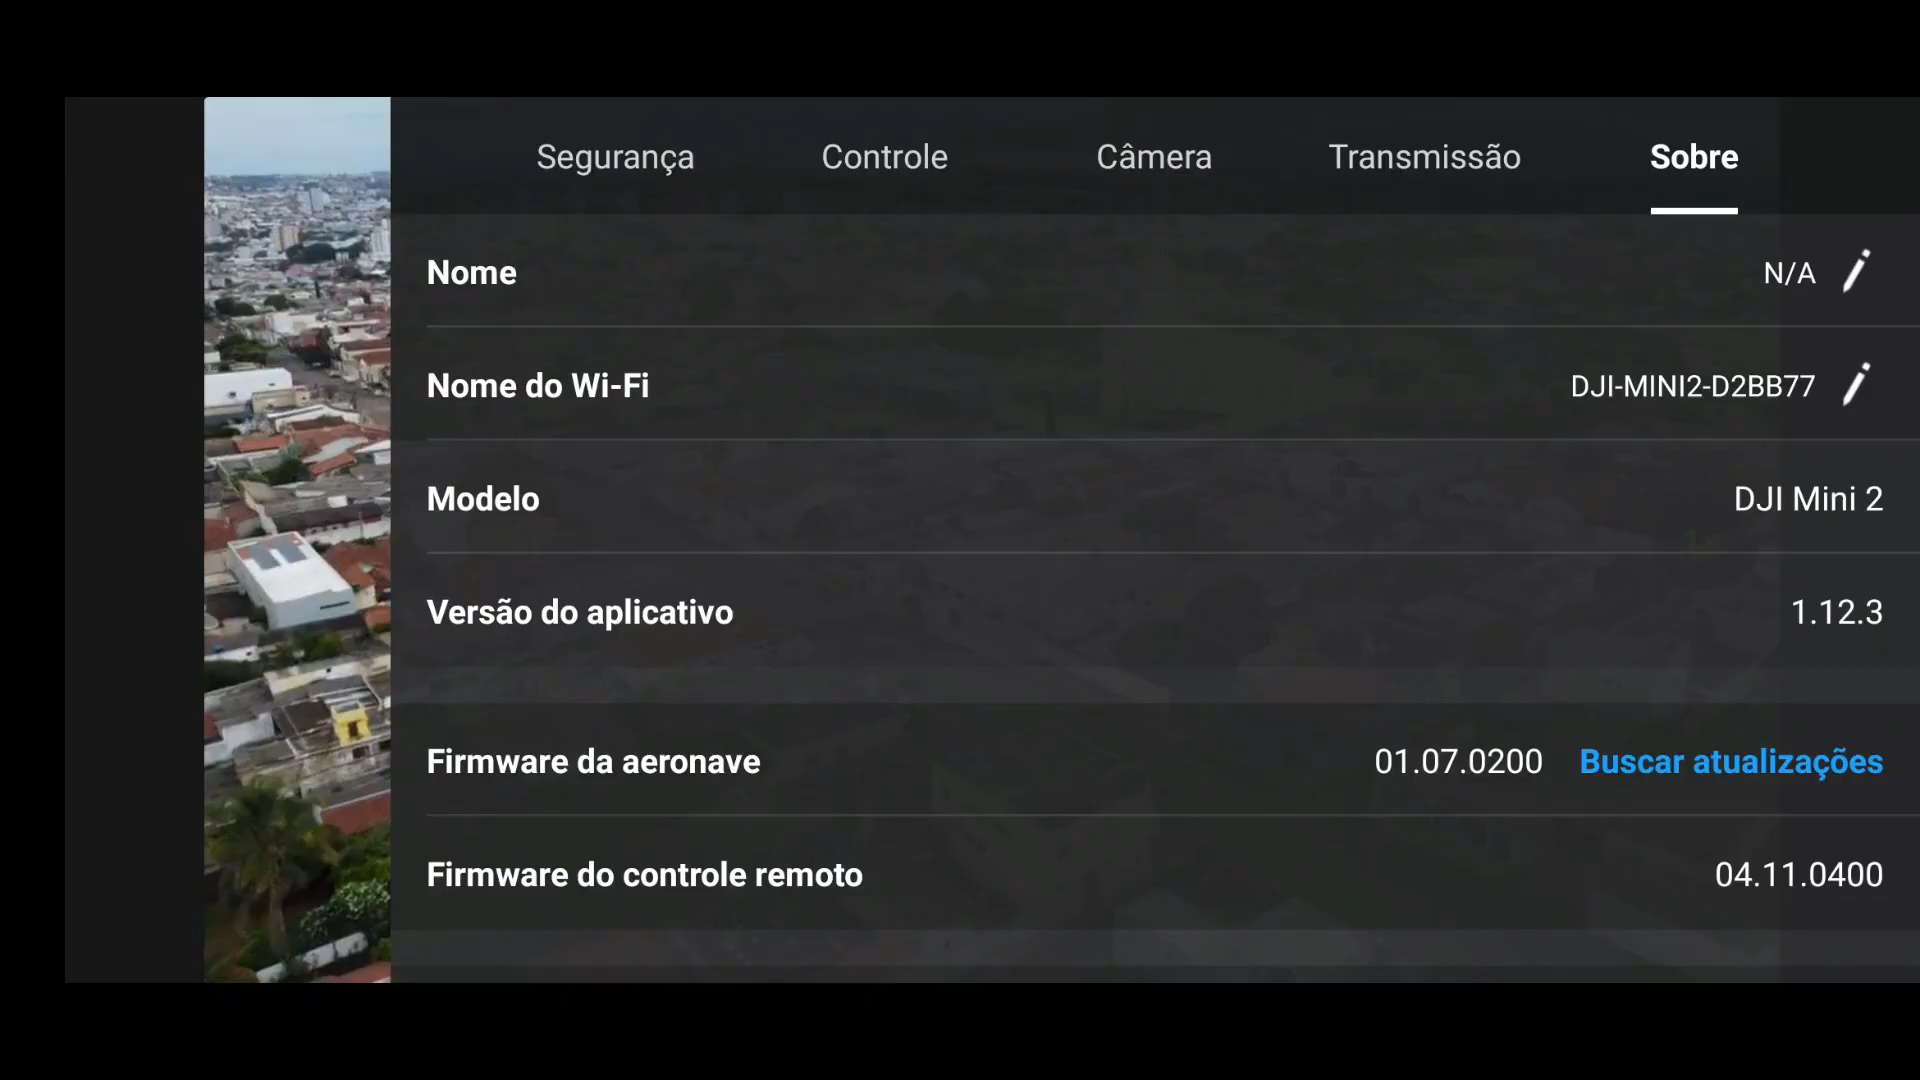 Segurança Controle Câmera Transmissão Sobre
Nome N/A
Nome do Wi-Fi DJI-MINI2-D2BB77
Modelo DJI Mini 2
Versão do aplicativo 1.12.3
Firmware da aeronave 01.07.0200 Buscar atualizações
Firmware do controle remoto 04.11.0400